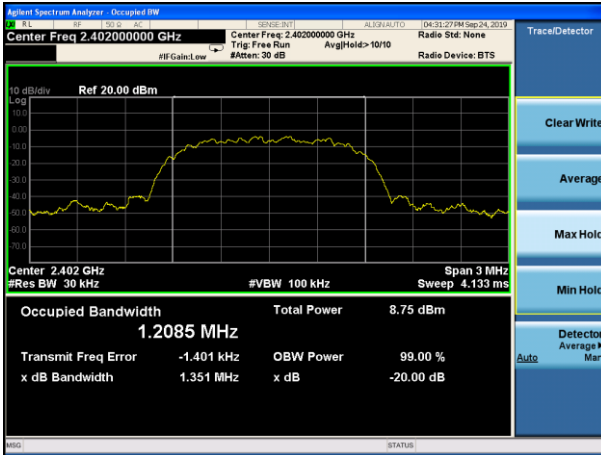 Agilent Spectrum Analyzer - Occupied BW
RL RF 50 Ω AC SENSE:INT ALIGNAUTO 04:31:27 PM Sep 24, 2019
Center Freq 2.402000000 GHz Center Freq: 2.402000000 GHz Radio Std: None
Trig: Free Run Avg|Hold:> 10/10
#IFGain:Low #Atten: 30 dB Radio Device: BTS
10 dB/div Ref 20.00 dBm
Log
10.0
0.00
-10.0
-20.0
-30.0
-40.0
-50.0
-60.0
-70.0
Center 2.402 GHz Span 3 MHz
#Res BW 30 kHz #VBW 100 kHz Sweep 4.133 ms
Occupied Bandwidth Total Power 8.75 dBm
1.2085 MHz
Transmit Freq Error -1.401 kHz OBW Power 99.00 %
x dB Bandwidth 1.351 MHz x dB -20.00 dB
MSG STATUS
Trace/Detector
Clear Write
Average
Max Hold
Min Hold
Detector
Average
Auto Man